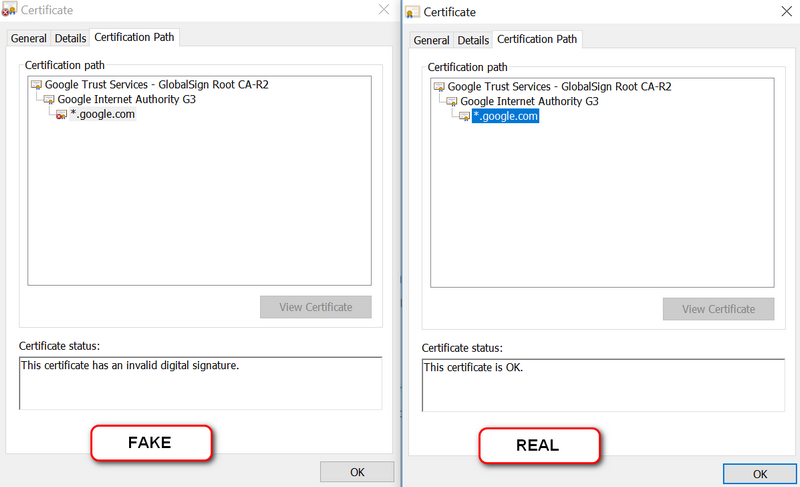 Certificate
General Details Certification Path
Certification path
Google Trust Services - GlobalSign Root CA-R2
Google Internet Authority G3
*.google.com
View Certificate
Certificate status:
This certificate has an invalid digital signature.
FAKE
OK
Certificate
General Details Certification Path
Certification path
Google Trust Services - GlobalSign Root CA-R2
Google Internet Authority G3
*.google.com
View Certificate
Certificate status:
This certificate is OK.
REAL
OK